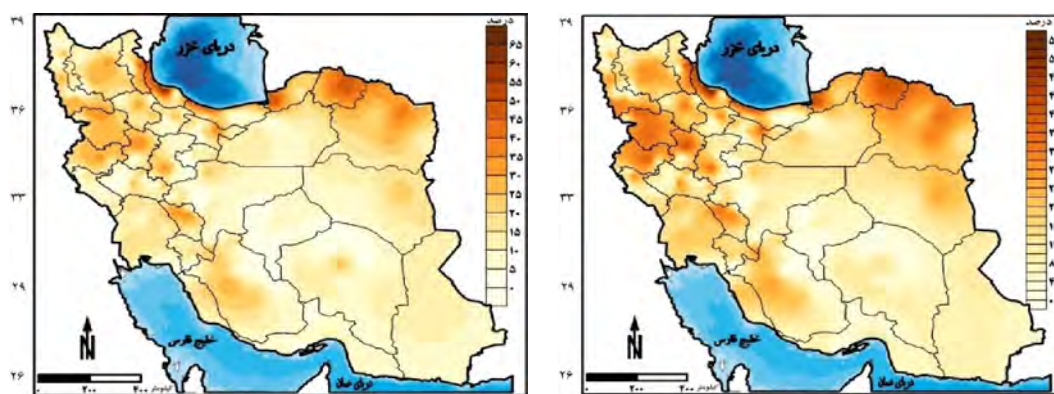 ۳۹
۳۶
۳۳
۲۹
۲۶
دریای خزر
درصد
۶۵
۶۰
۵۵
۵۰
۴۵
۴۰
۳۵
۳۰
۲۵
۲۰
۱۵
۱۰
۵
۰
خلیج فارس
دریای عمان
N
۰ ۲۰۰ ۴۰۰ کیلومتر
۳۹
۳۶
۳۳
۲۹
۲۶
دریای خزر
درصد
خلیج فارس
دریای عمان
N
۰ ۲۰۰ ۴۰۰ کیلومتر